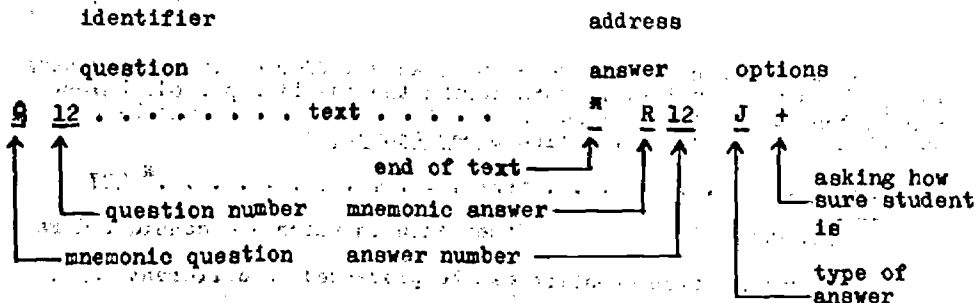 identifier address
question answer options
Q 12 . . . . . . . . text . . . . . * R 12 J +
end of text
asking how
question number mnemonic answer sure student
is
mnemonic question answer number
type of
answer